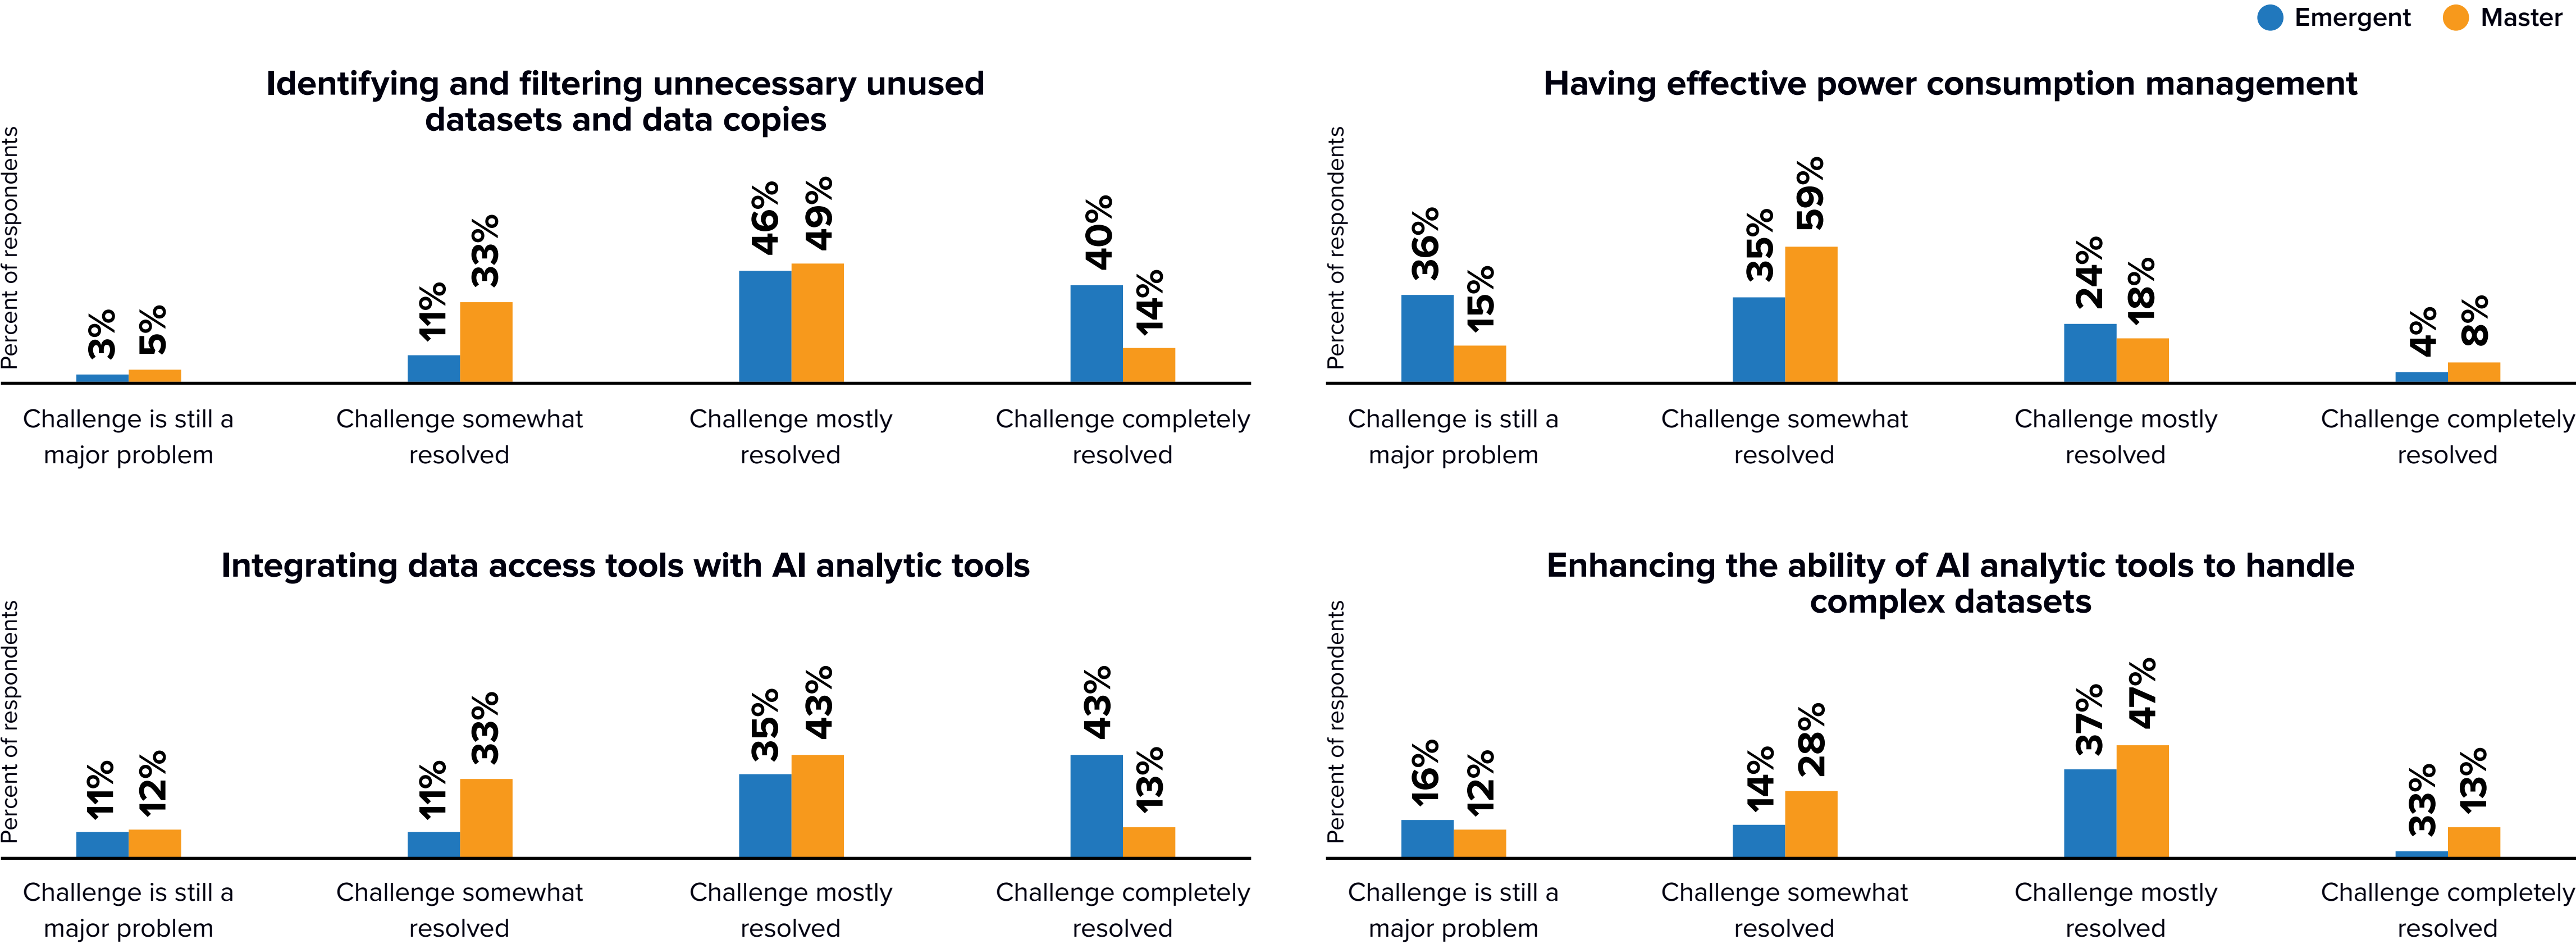 Emergent Master
Identifying and filtering unnecessary unused
datasets and data copies
Percent of respondents
3% 5% 11% 33% 46% 49% 40% 14%
Challenge is still a Challenge somewhat Challenge mostly Challenge completely
major problem resolved resolved resolved
Having effective power consumption management
Percent of respondents
36% 15% 35% 59% 24% 18% 4% 8%
Challenge is still a Challenge somewhat Challenge mostly Challenge completely
major problem resolved resolved resolved
Integrating data access tools with AI analytic tools
Percent of respondents
11% 12% 11% 33% 35% 43% 43% 13%
Challenge is still a Challenge somewhat Challenge mostly Challenge completely
major problem resolved resolved resolved
Enhancing the ability of AI analytic tools to handle
complex datasets
Percent of respondents
16% 12% 14% 28% 37% 47% 33% 13%
Challenge is still a Challenge somewhat Challenge mostly Challenge completely
major problem resolved resolved resolved